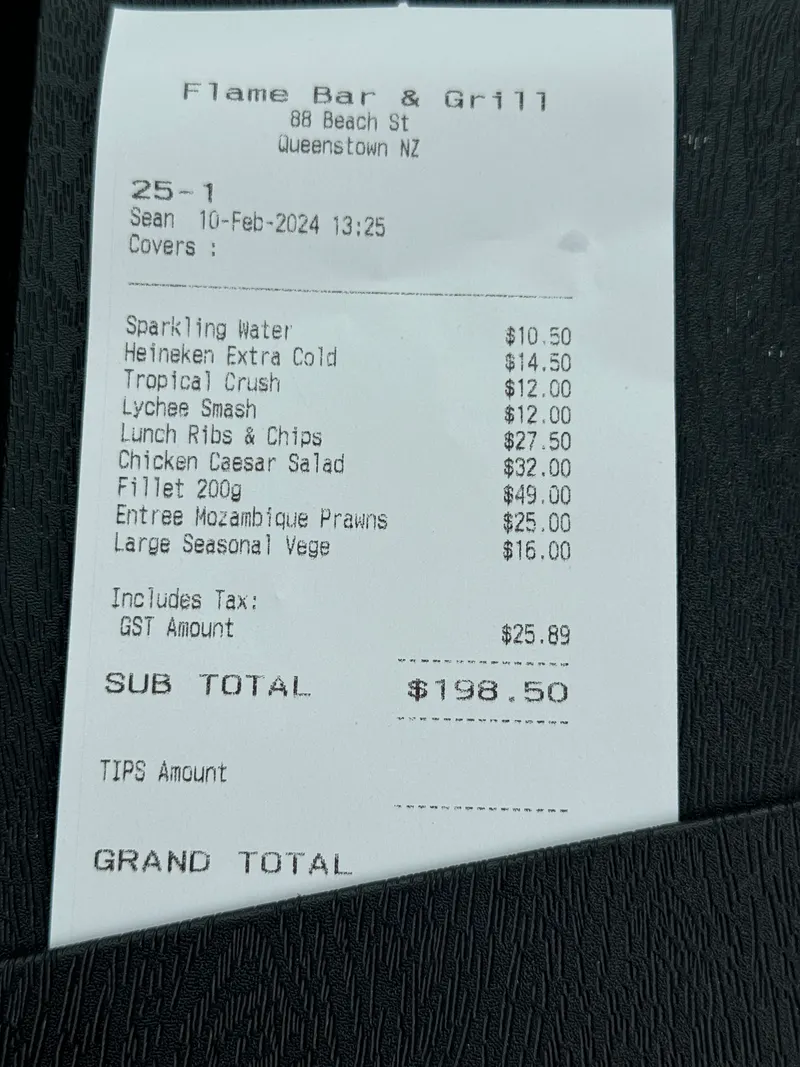 Flame Bar & Grill
88 Beach St
Queenstown NZ
25-1
Sean 10-Feb-2024 13:25
Covers :
Sparkling Water $10.50
Heineken Extra Cold $14.50
Tropical Crush $12.00
Lychee Smash $12.00
Lunch Ribs & Chips $27.50
Chicken Caesar Salad $32.00
Fillet 200g $49.00
Entree Mozambique Prawns $25.00
Large Seasonal Vege $16.00
Includes Tax:
GST Amount $25.89
SUB TOTAL $198.50
TIPS Amount
GRAND TOTAL